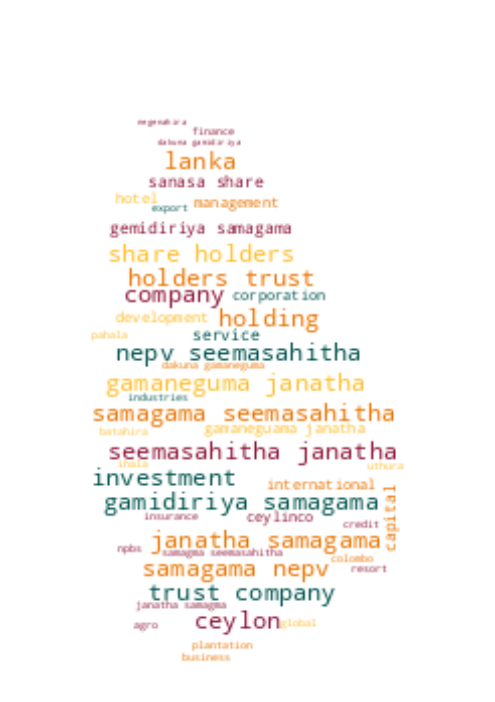 negenahira
finance
dakuna gamidiriya
lanka
sanasa share
hotel
export management
gemidiriya samagama
share holders
holders trust
company corporation
development holding
pahala service
nepv seemasahitha
dakuna gamaneguma
gamaneguma janatha
industries
samagama seemasahitha
batahira gamaneguama janatha
seemasahitha janatha
ihala uthura
investment
international
capital
gamidiriya samagama
insurance ceylinco
credit
janatha samagama
npbs samagma seemasahitha
colombo
samagama nepv resort
trust company
janatha samagma
agro ceylon global
plantation
business